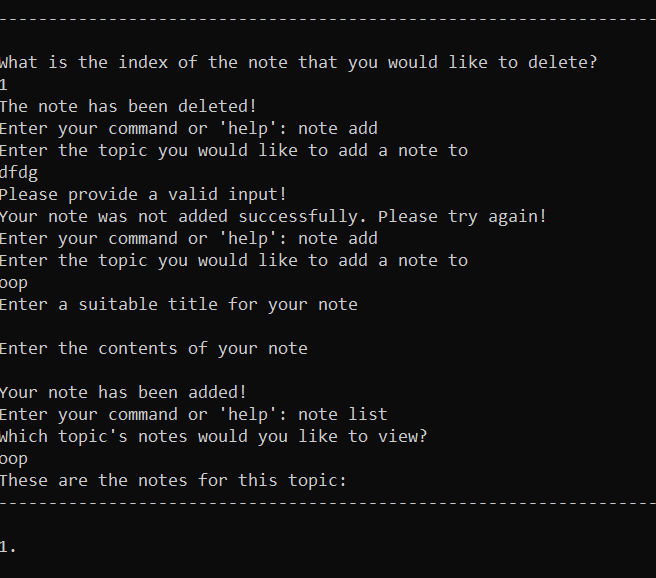 --------------------------------------------------------------------------
What is the index of the note that you would like to delete?
1
The note has been deleted!
Enter your command or 'help': note add
Enter the topic you would like to add a note to
dfdg
Please provide a valid input!
Your note was not added successfully. Please try again!
Enter your command or 'help': note add
Enter the topic you would like to add a note to
oop
Enter a suitable title for your note
Enter the contents of your note
Your note has been added!
Enter your command or 'help': note list
Which topic's notes would you like to view?
oop
These are the notes for this topic:
--------------------------------------------------------------------------
1.